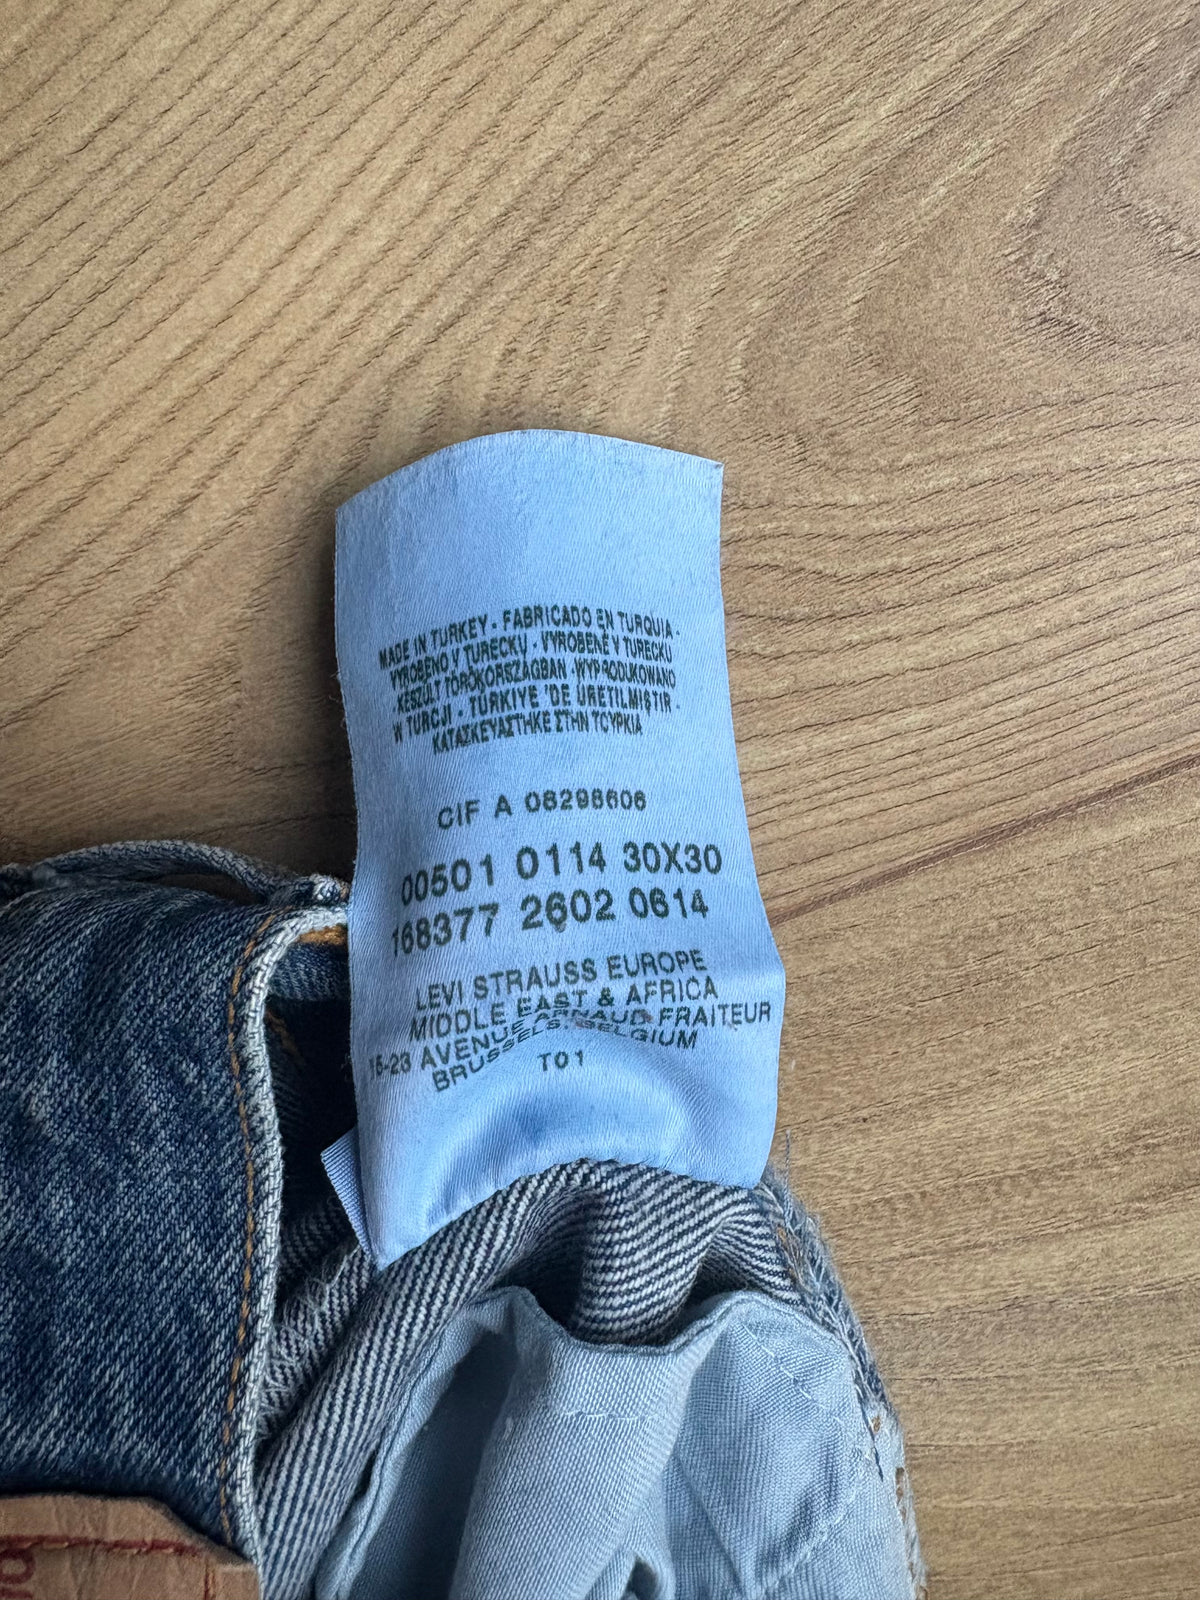 MADE IN TURKEY - FABRICADO EN TURQUIA -
VYROBENO V TURECKU - VYROBENÉ V TURECKU
- KESZÜLT TÖRÖKORSZÁGBAN - WYPRODUKOWANO
W TURCJI - TÜRKIYE 'DE ÜRETILMIŞTIR -
ΚΑΤΑΣΚΕΥΑΣΤΗΚΕ ΣΤΗΝ ΤΟΥΡΚΙΑ
CIF A 08298606
00501 0114 30X30
168377 2602 0614
LEVI STRAUSS EUROPE
MIDDLE EAST & AFRICA
15-23 AVENUE ARNAUD FRAITEUR
BRUSSELS, BELGIUM
T01